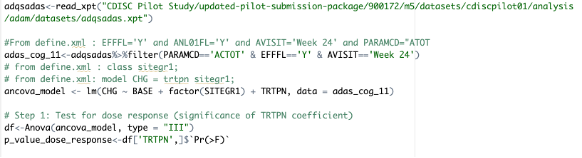 adqsadas<-read_xpt("CDISC Pilot Study/updated-pilot-submission-package/900172/m5/datasets/cdiscpilot01/analysis
/adam/datasets/adqsadas.xpt")
#From define.xml : EFFFL='Y' and ANL01FL='Y' and AVISIT='Week 24' and PARAMCD="ATOT
adas_cog_11<-adqsadas%>%filter(PARAMCD=='ACTOT' & EFFFL=='Y' & AVISIT=='Week 24')
# from define.xml : class sitegr1;
# from define.xml: model CHG = trtpn sitegr1;
ancova_model <- lm(CHG ~ BASE + factor(SITEGR1) + TRTPN, data = adas_cog_11)
# Step 1: Test for dose response (significance of TRTPN coefficient)
df<-Anova(ancova_model, type = "III")
p_value_dose_response<-df['TRTPN',]$`Pr(>F)`